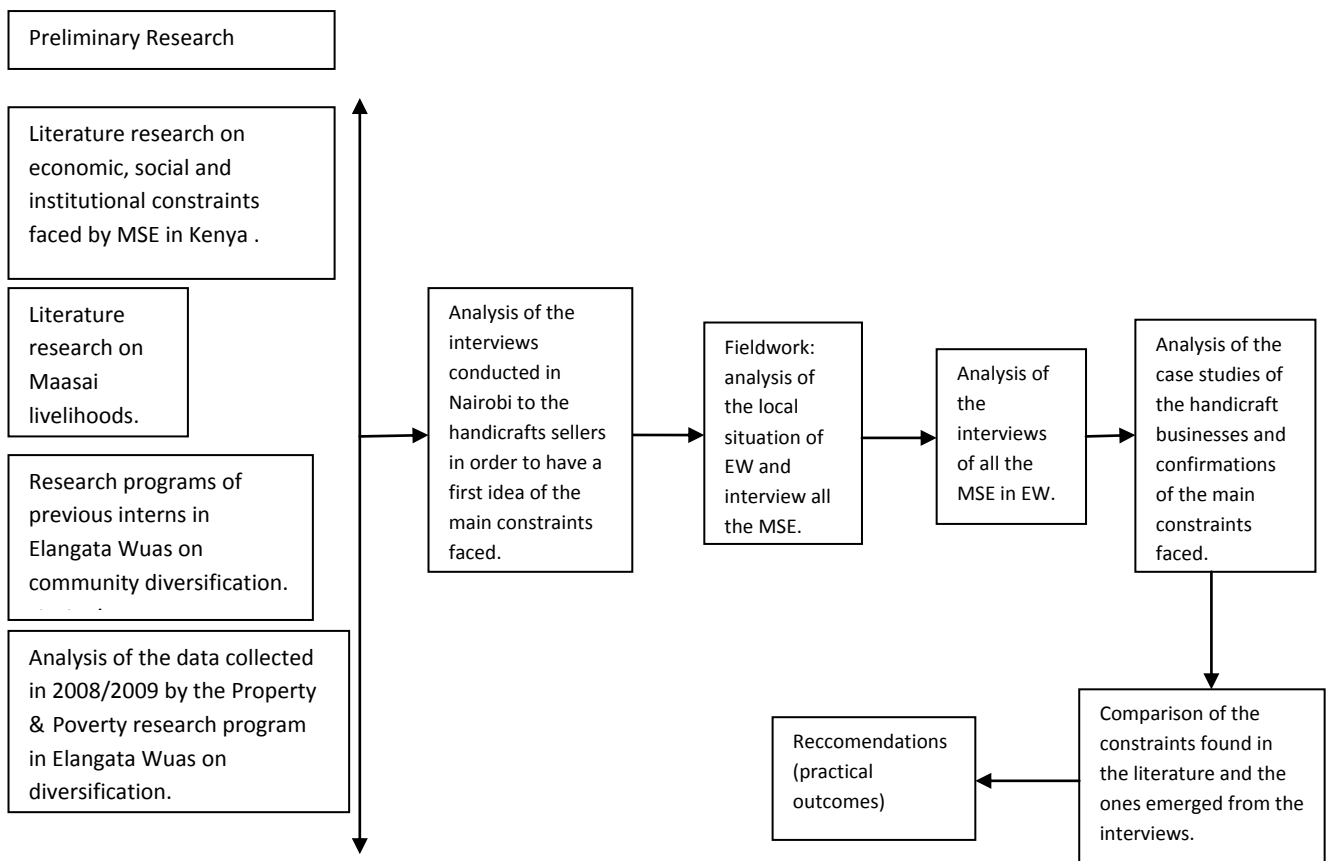 Preliminary Research
Literature research on
economic, social and
institutional constraints
faced by MSE in Kenya .
Literature
research on
Maasai
livelihoods.
Research programs of
previous interns in
Elangata Wuas on
community diversification.
Analysis of the data collected
in 2008/2009 by the Property
& Poverty research program
in Elangata Wuas on
diversification.
Analysis of the
interviews
conducted in
Nairobi to the
handicrafts sellers
in order to have a
first idea of the
main constraints
faced.
Fieldwork:
analysis of
the local
situation of
EW and
interview all
the MSE.
Analysis of
the
interviews
of all the
MSE in EW.
Analysis of the
case studies of
the handicraft
businesses and
confirmations
of the main
constraints
faced.
Comparison of the
constraints found in
the literature and the
ones emerged from the
interviews.
Reccomendations
(practical
outcomes)